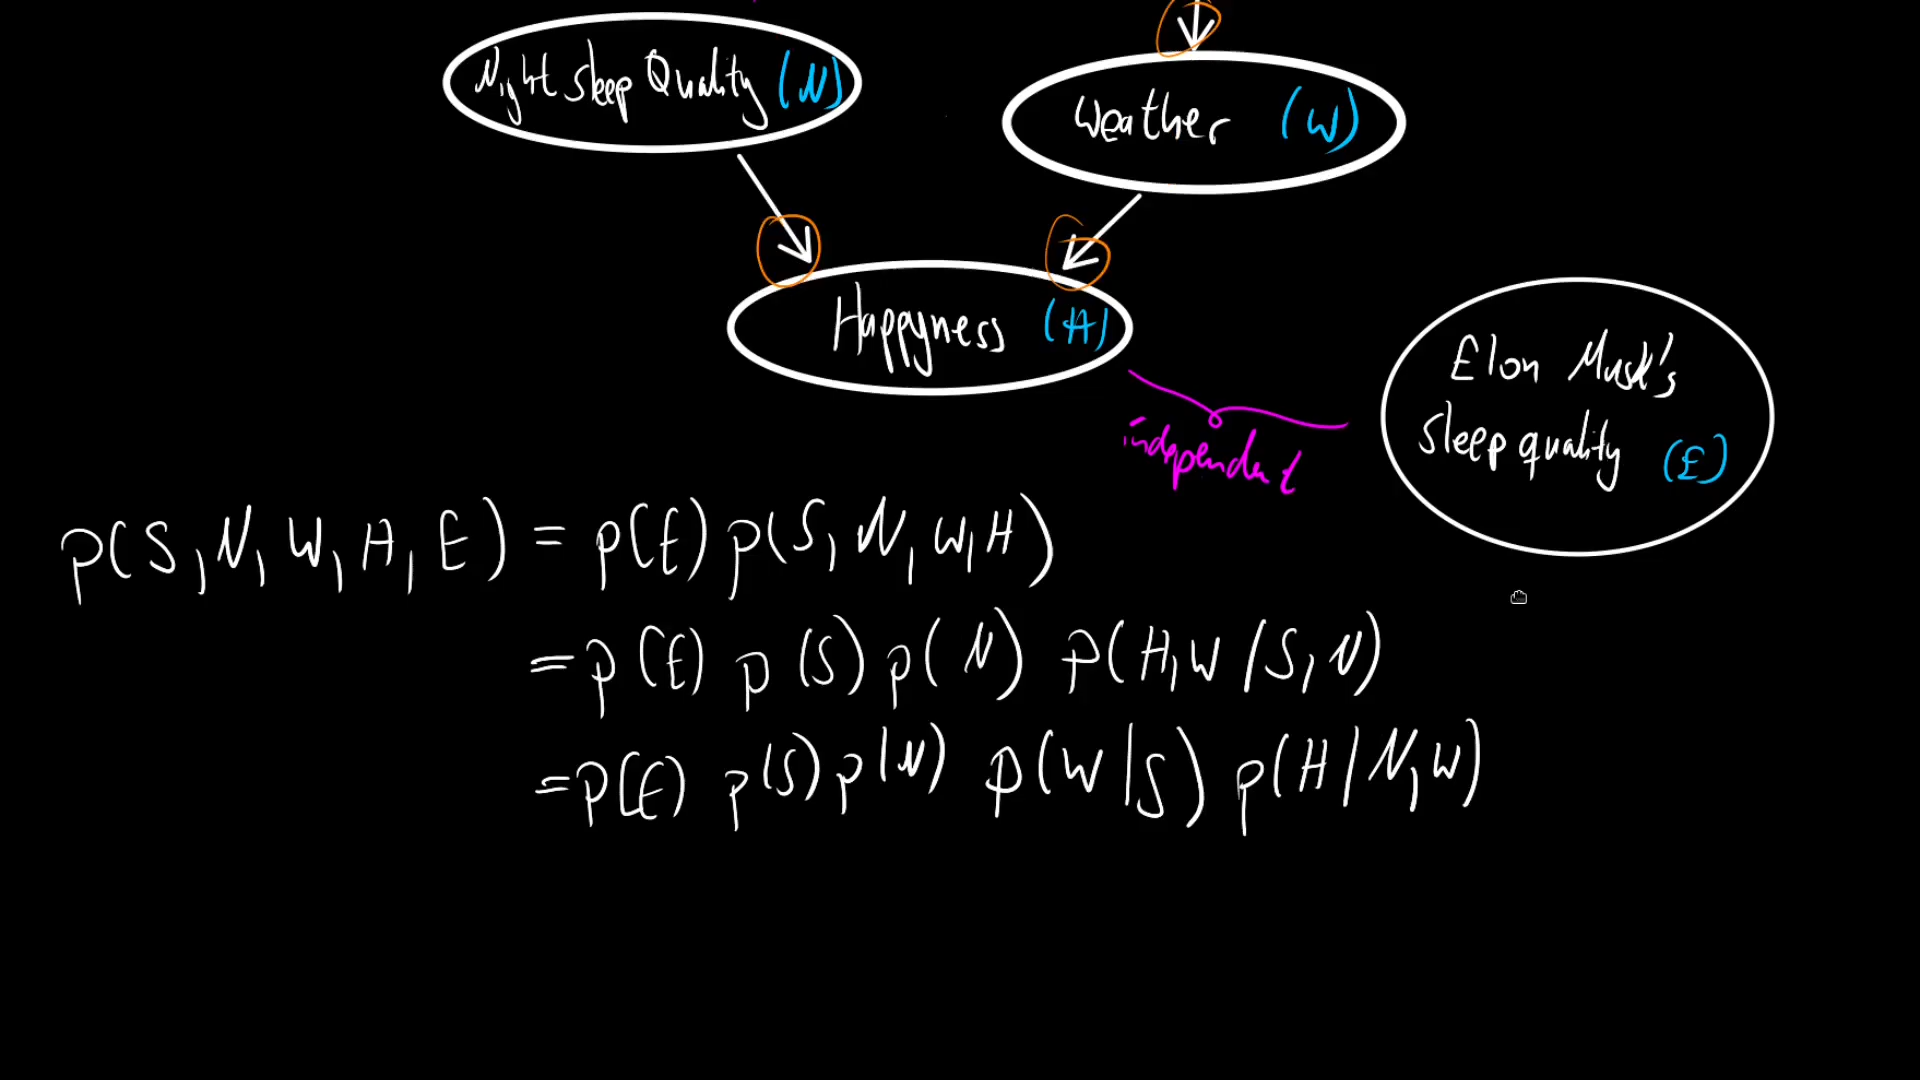 Night Sleep Quality (N)
Weather (W)
Happyness (H)
Elon Musk's
Sleep quality (E)
independent
p(S, N, W, H, E) = p(E) p(S, N, W, H)
= p(E) p(S) p(N) p(H, W | S, N)
= p(E) p(S) p(N) p(W | S) p(H | N, W)